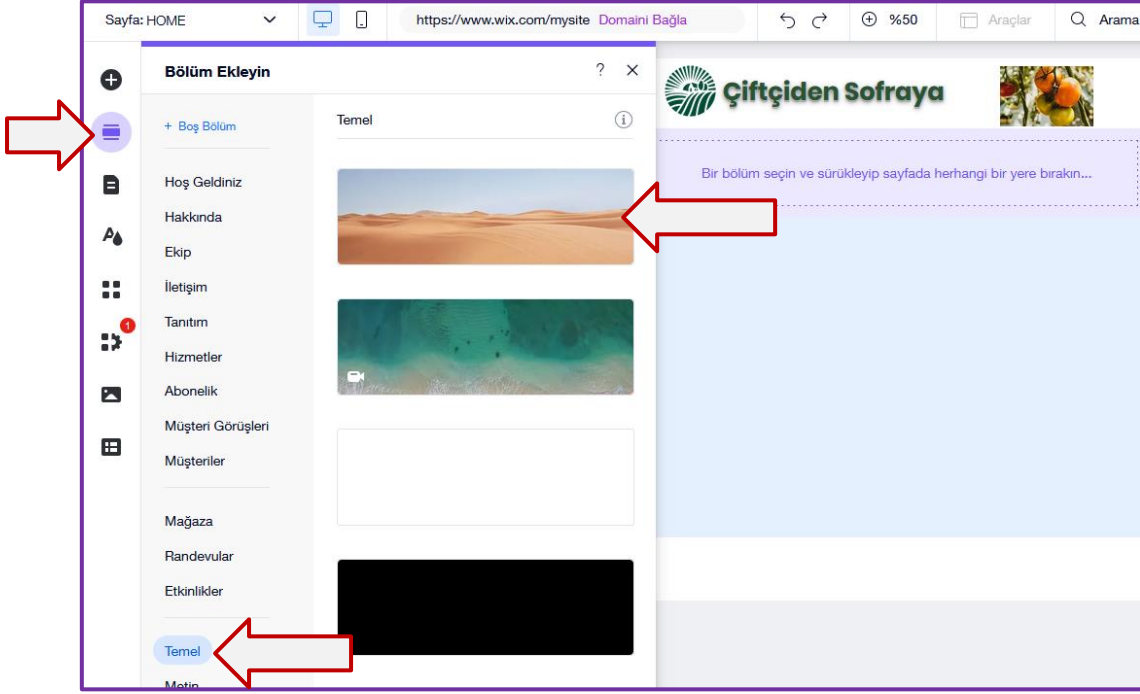 Sayfa: HOME
https://www.wix.com/mysite Domaini Bağla
%50
Araçlar
Arama
Bölüm Ekleyin
?
+ Boş Bölüm
Hoş Geldiniz
Hakkında
Ekip
İletişim
Tanıtım
Hizmetler
Abonelik
Müşteri Görüşleri
Müşteriler
Mağaza
Randevular
Etkinlikler
Temel
Metin
Temel
1
Çiftçiden Sofraya
Bir bölüm seçin ve sürükleyip sayfada herhangi bir yere bırakın...